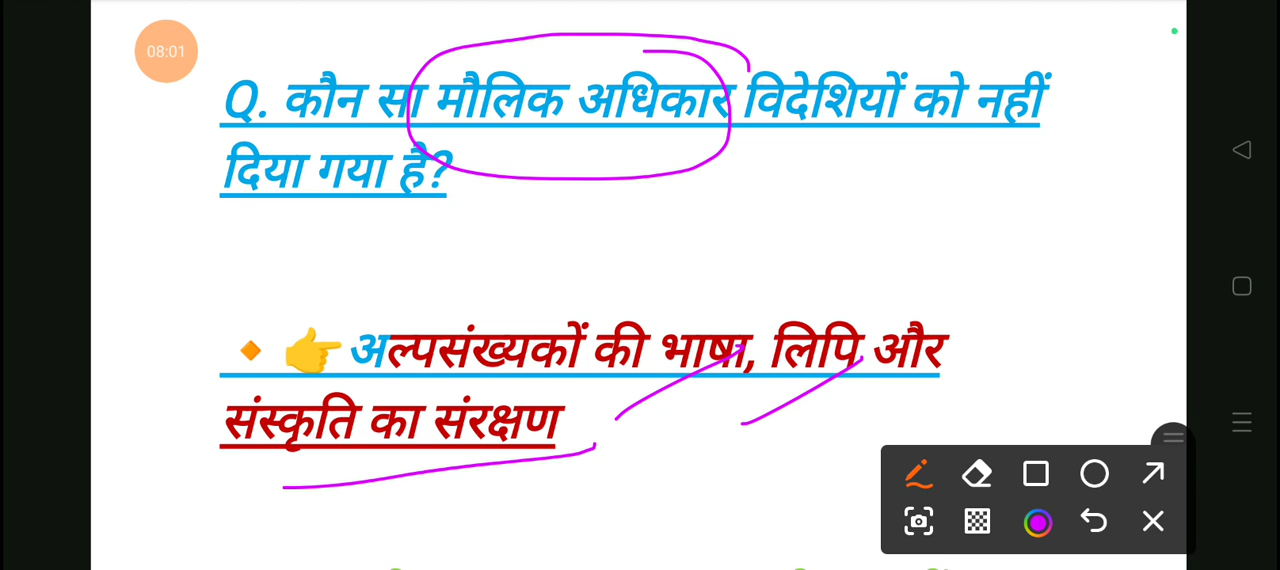 08:01
Q. कौन सा मौलिक अधिकार विदेशियों को नहीं
दिया गया है?
🔸 👉 अल्पसंख्यकों की भाषा, लिपि और
संस्कृति का संरक्षण